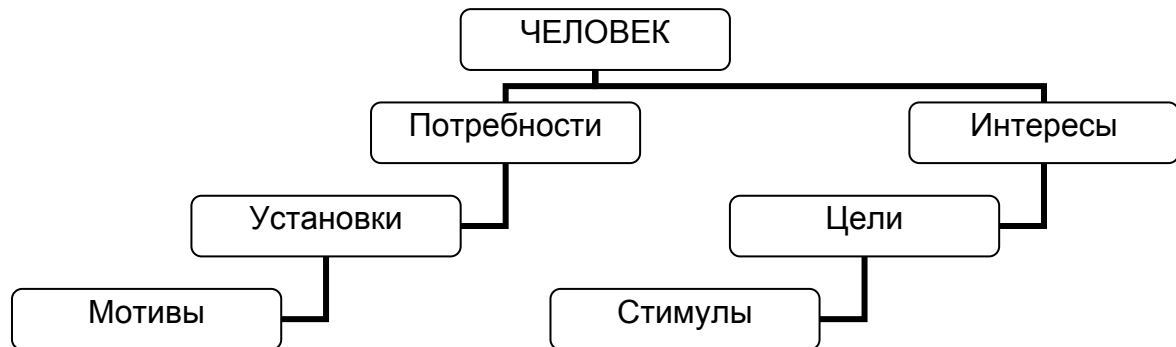 ЧЕЛОВЕК
Потребности
Интересы
Установки
Цели
Мотивы
Стимулы